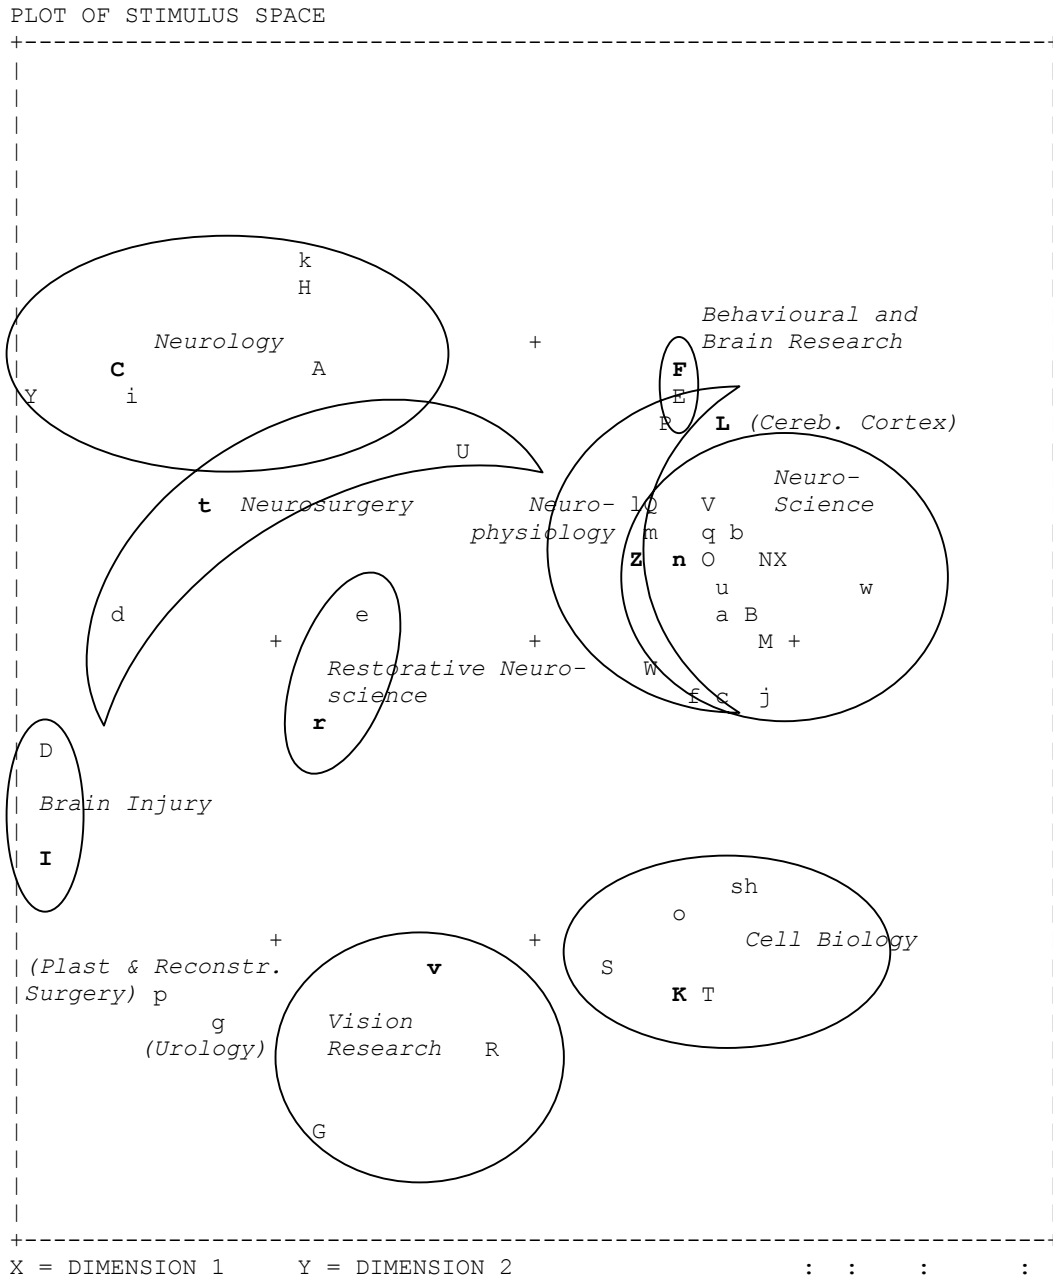 PLOT OF STIMULUS SPACE
k
H
Behavioural and
Neurology + Brain Research
C A F
Y i E
P L (Cereb. Cortex)
U
Neuro-
t Neurosurgery Neuro- lQ V Science
physiology m q b
Z n O NX
u w
d e a B
+ + M +
Restorative Neuro- W
science f c j
r
D
Brain Injury
I
sh
o
+ + Cell Biology
(Plast & Reconstr. v S
Surgery) p K T
g Vision
(Urology) Research R
G
X = DIMENSION 1 Y = DIMENSION 2 : : : :